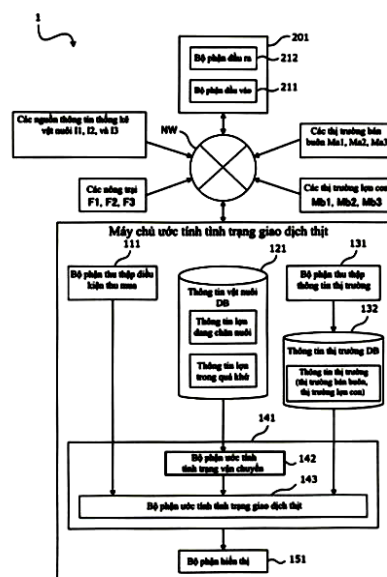 1
201
Bộ phận đầu ra
212
Bộ phận đầu vào
211
Các nguồn thông tin thống kê
vật nuôi I1, I2, và I3
NW
Các thị trường bán
buôn Ma1, Ma2, Ma3
Các nông trại
F1, F2, F3
Các thị trường lợn con
Mb1, Mb2, Mb3
Máy chủ ước tính tình trạng giao dịch thịt
111
121
131
Bộ phận thu thập điều
kiện thu mua
Thông tin vật nuôi
DB
Thông tin lợn
đang chăn nuôi
Thông tin lợn
trong quá khứ
Bộ phận thu thập
thông tin thị trường
132
Thông tin thị trường DB
Thông tin thị trường
(thị trường bán buôn,
thị trường lợn con)
141
Bộ phận ước tính
tình trạng vận chuyển
142
143
Bộ phận ước tính tình trạng giao dịch thịt
Bộ phận hiển thị
151